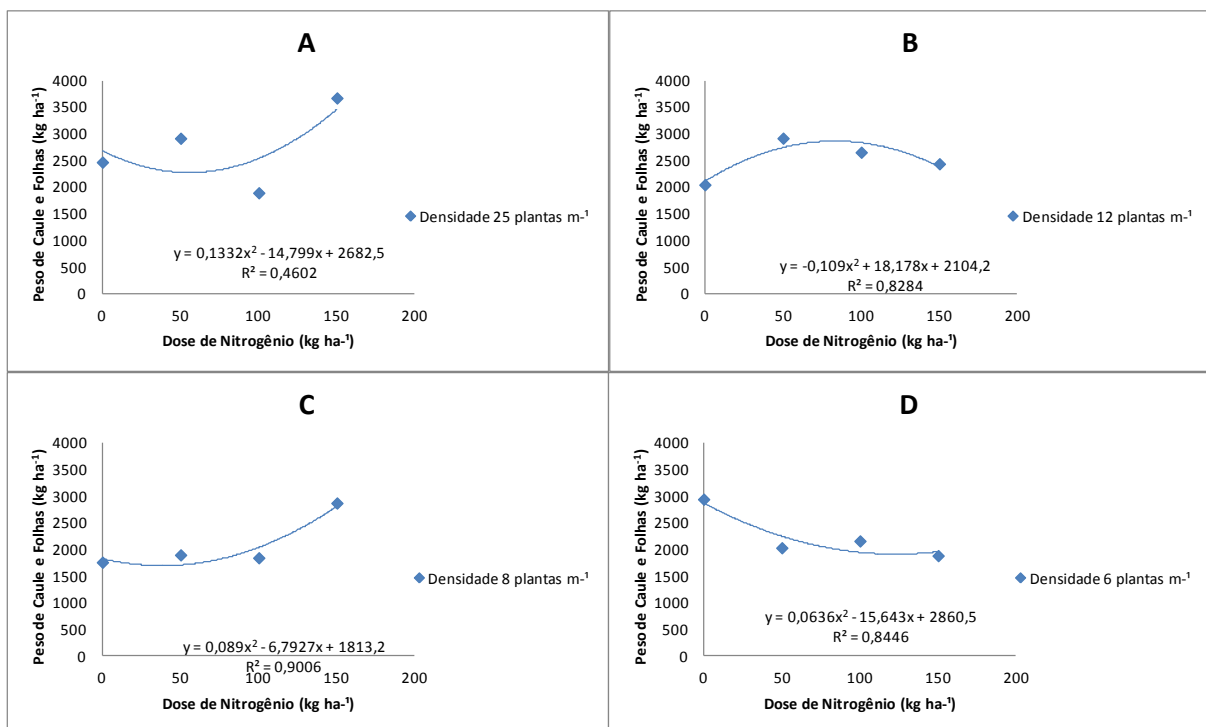 A
Peso de Caule e Folhas (kg ha⁻¹)
4000
3500
3000
2500
2000
1500
1000
500
0
0 50 100 150 200
Dose de Nitrogênio (kg ha-¹)
Densidade 25 plantas m-¹
y = 0,1332x² - 14,799x + 2682,5
R² = 0,4602
B
Peso de Caule e Folhas (kg ha⁻¹)
4000
3500
3000
2500
2000
1500
1000
500
0
0 50 100 150 200
Dose de Nitrogênio (kg ha-¹)
Densidade 12 plantas m-¹
y = -0,109x² + 18,178x + 2104,2
R² = 0,8284
C
Peso de Caule e Folhas (kg ha⁻¹)
4000
3500
3000
2500
2000
1500
1000
500
0
0 50 100 150 200
Dose de Nitrogênio (kg ha-¹)
Densidade 8 plantas m-¹
y = 0,089x² - 6,7927x + 1813,2
R² = 0,9006
D
Peso de Caule e Folhas (kg ha⁻¹)
4000
3500
3000
2500
2000
1500
1000
500
0
0 50 100 150 200
Dose de Nitrogênio (kg ha-¹)
Densidade 6 plantas m-¹
y = 0,0636x² - 15,643x + 2860,5
R² = 0,8446